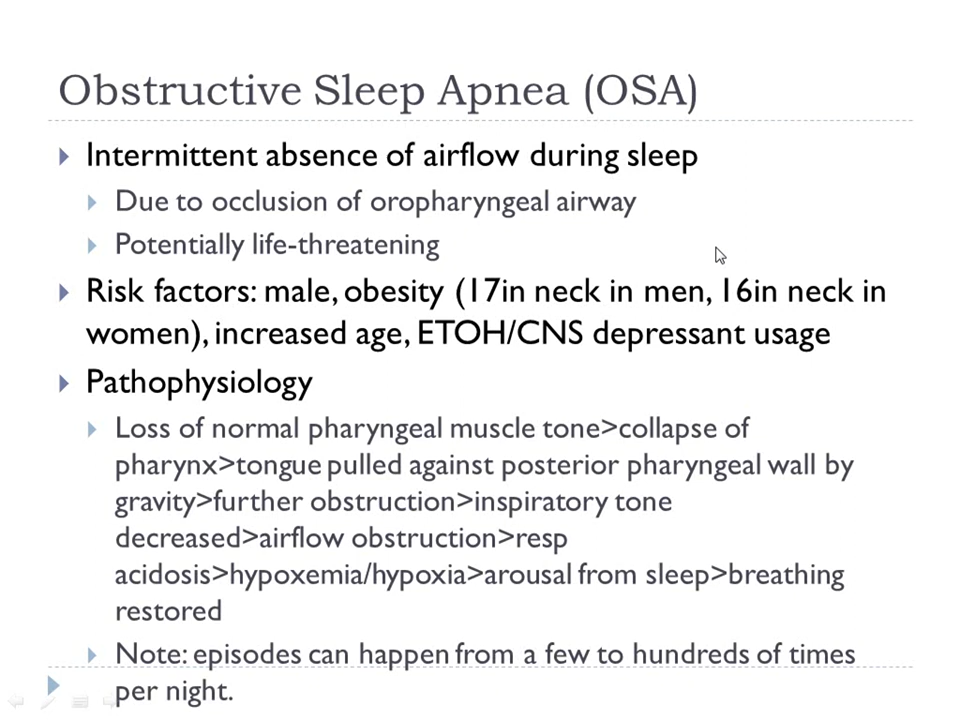 Obstructive Sleep Apnea (OSA)
Intermittent absence of airflow during sleep
Due to occlusion of oropharyngeal airway
Potentially life-threatening
Risk factors: male, obesity (17in neck in men, 16in neck in
women), increased age, ETOH/CNS depressant usage
Pathophysiology
Loss of normal pharyngeal muscle tone>collapse of
pharynx>tongue pulled against posterior pharyngeal wall by
gravity>further obstruction>inspiratory tone
decreased>airflow obstruction>resp
acidosis>hypoxemia/hypoxia>arousal from sleep>breathing
restored
Note: episodes can happen from a few to hundreds of times
per night.